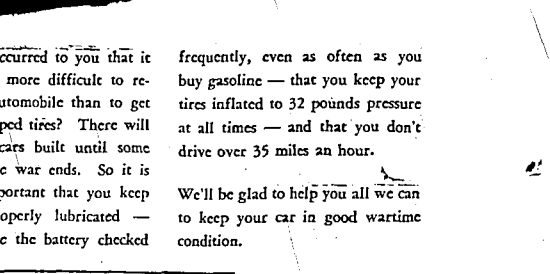 ccurred to you that it
more difficult to re-
utomobile than to get
ped tires? There will
cars built until some
e war ends. So it is
portant that you keep
operly lubricated —
e the battery checked
frequently, even as often as you
buy gasoline — that you keep your
tires inflated to 32 pounds pressure
at all times — and that you don't
drive over 35 miles an hour.
We'll be glad to help you all we can
to keep your car in good wartime
condition.